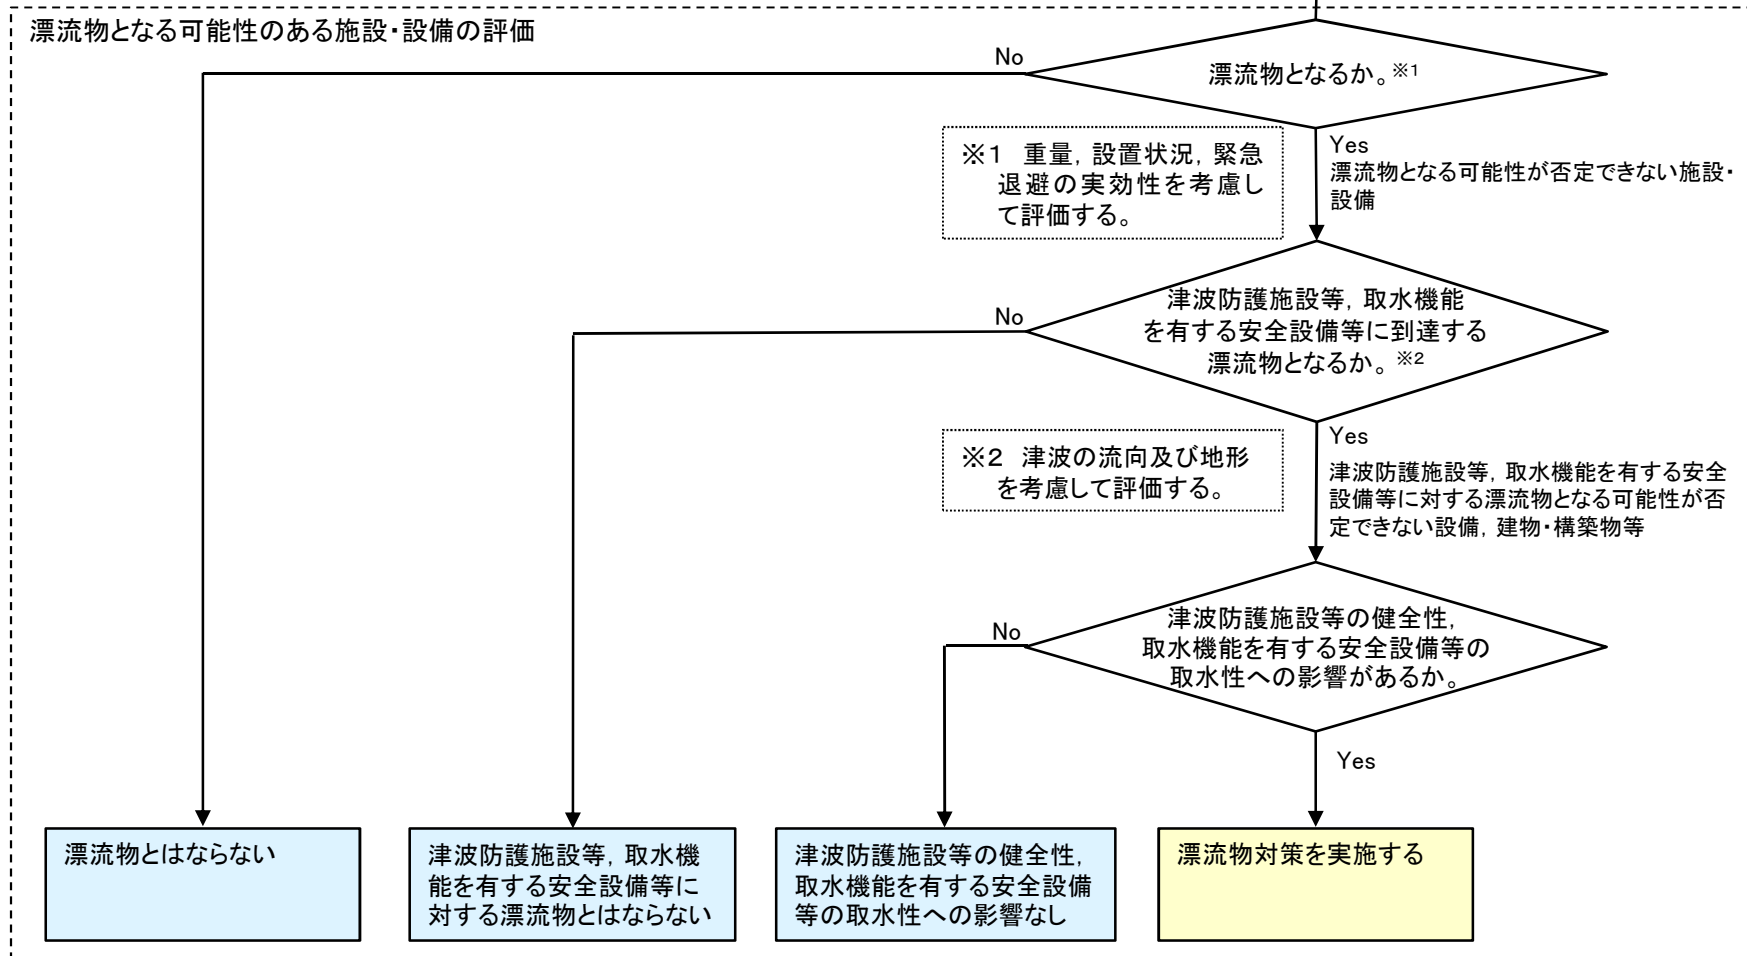 漂流物となる可能性のある施設・設備の評価
No
漂流物となるか。※1
※1　重量，設置状況，緊急
退避の実効性を考慮し
て評価する。
Yes
漂流物となる可能性が否定できない施設・
設備
No
津波防護施設等，取水機能
を有する安全設備等に到達する
漂流物となるか。※2
※2　津波の流向及び地形
を考慮して評価する。
Yes
津波防護施設等，取水機能を有する安全
設備等に対する漂流物となる可能性が否
定できない設備，建物・構築物等
No
津波防護施設等の健全性，
取水機能を有する安全設備等の
取水性への影響があるか。
Yes
漂流物とはならない
津波防護施設等，取水機
能を有する安全設備等に
対する漂流物とはならない
津波防護施設等の健全性，
取水機能を有する安全設備
等の取水性への影響なし
漂流物対策を実施する